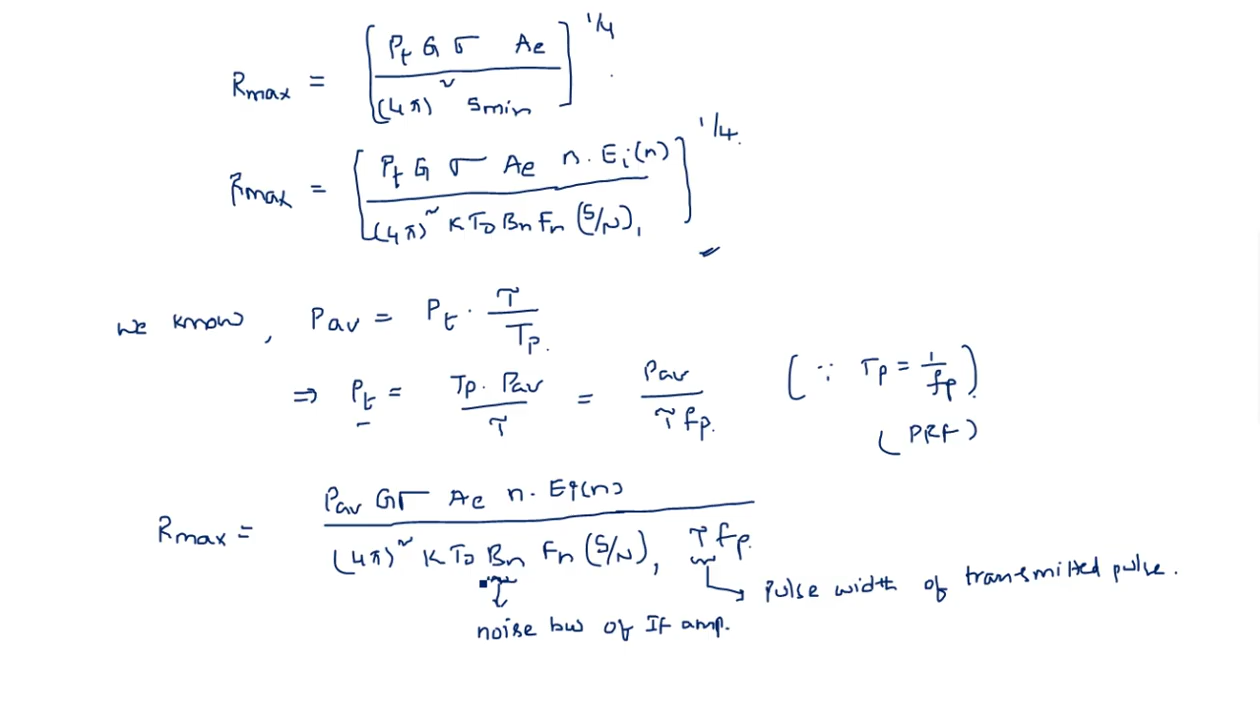 Rmax = [Pt G σ Ae / (4π)² Smin]^1/4
Rmax = [Pt G σ Ae n. Ei(n) / (4π)² K T0 Bn Fn (S/N)1]^1/4.
we know, Pav = Pt . τ / Tp.
⇒ Pt = Tp. Pav / τ = Pav / τ fp. (∵ Tp = 1/fp)
(PRF)
Rmax = Pav G σ Ae n. Ei(n) / (4π)² K T0 Bn Fn (S/N)1 τ fp.
pulse width of transmitted pulse.
noise bw of If amp.